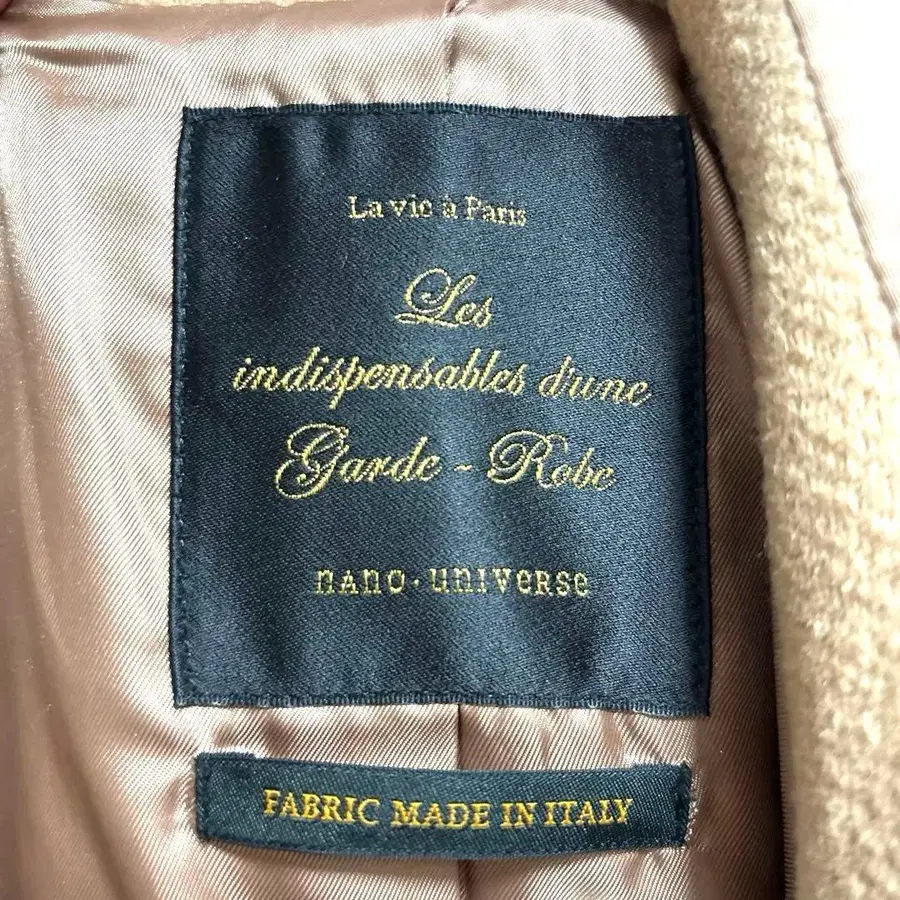 La vie à Paris
Les
indispensables d'une
Garde - Robe
nano·universe
FABRIC MADE IN ITALY